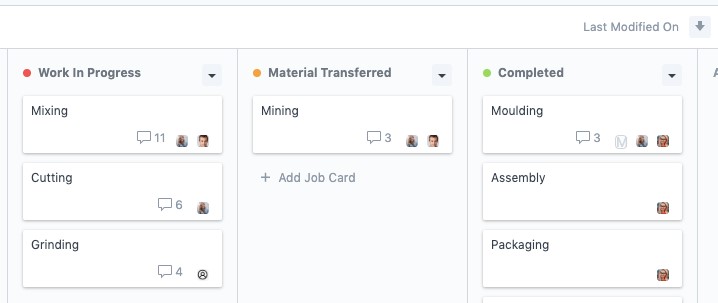 Last Modified On
Work In Progress
Mixing
11
Cutting
6
Grinding
4
Material Transferred
Mining
3
+ Add Job Card
Completed
Moulding
3 M
Assembly
Packaging